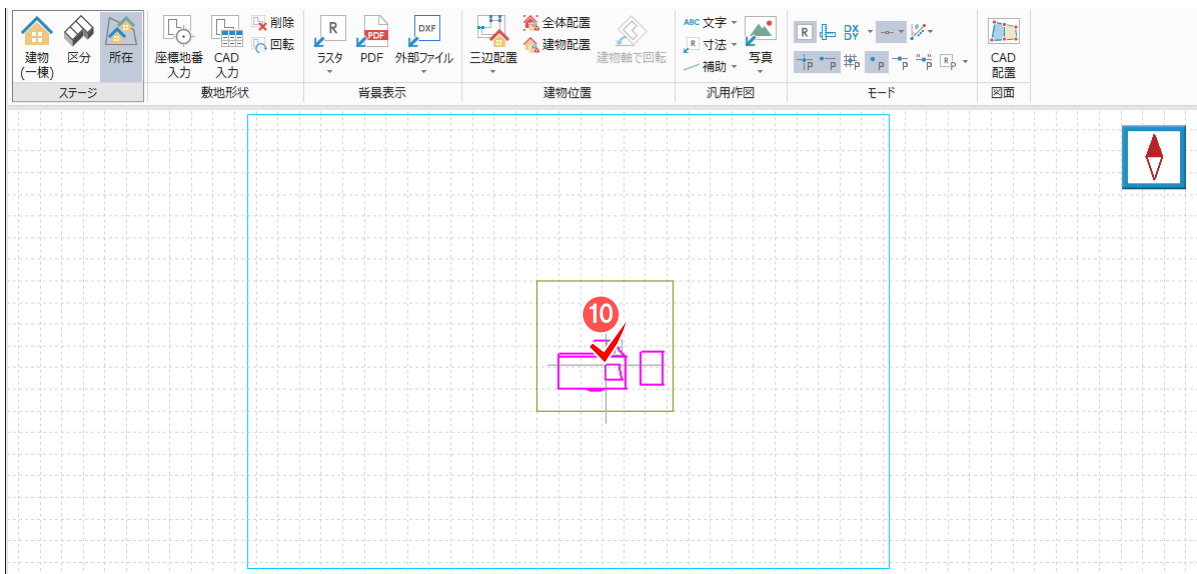 建物
(一棟)
区分
所在
ステージ
座標地番
入力
CAD
入力
削除
回転
敷地形状
R
ラスタ
PDF
PDF
DXF
外部ファイル
背景表示
三辺配置
全体配置
建物配置
建物軸で回転
建物位置
ABC 文字
R 寸法
補助
写真
汎用作図
R
DX
DY
P
P
P
P
P
P
R P
モード
CAD
配置
図面
10